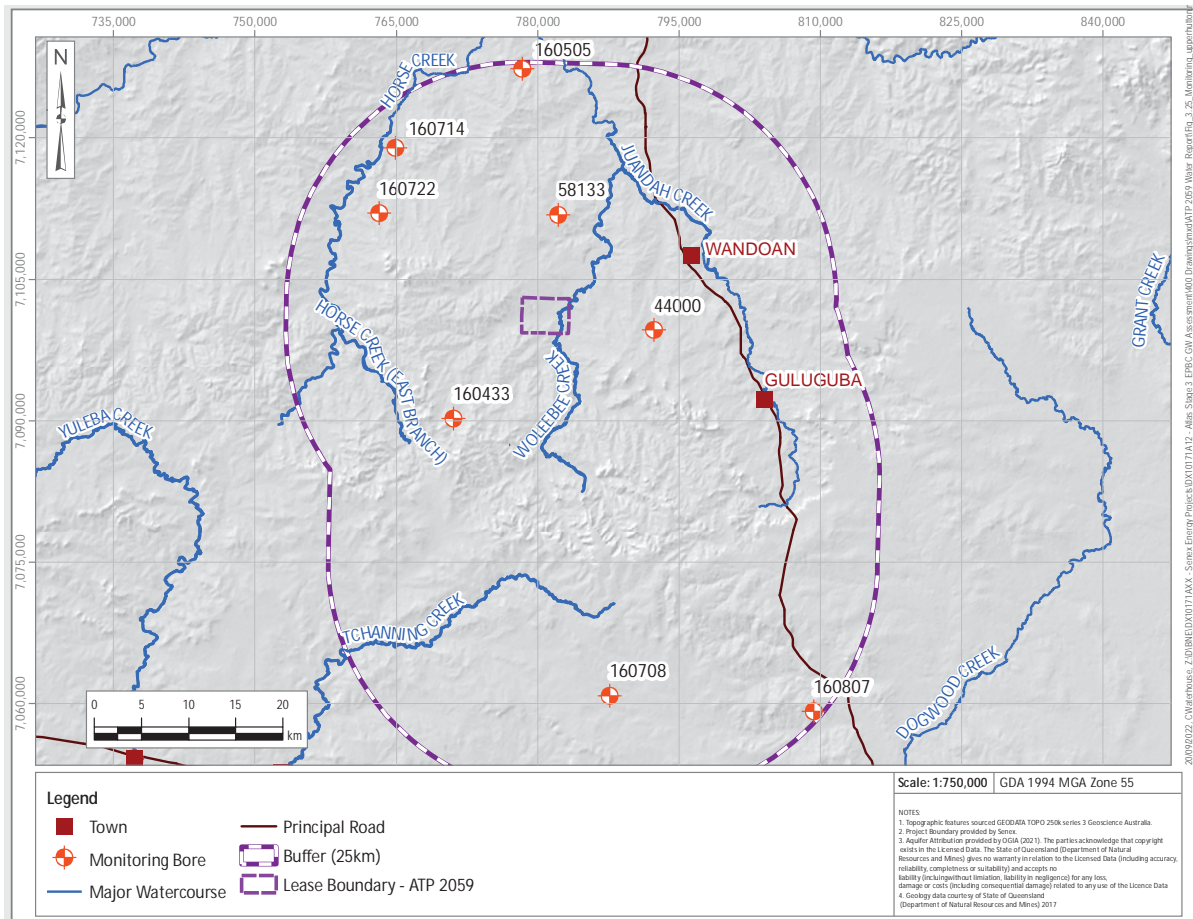 735,000
750,000
765,000
780,000
795,000
810,000
825,000
840,000
N
7,120,000
7,105,000
7,090,000
7,075,000
7,060,000
HORSE CREEK
160505
160714
JUANDAH CREEK
160722
58133
WANDOAN
44000
GRANT CREEK
HORSE CREEK (EAST BRANCH)
WOLEEBEE CREEK
GULUGUBA
160433
YULEBA CREEK
TCHANNING CREEK
160708
160807
DOGWOOD CREEK
0 5 10 15 20
km
Legend
Town
Monitoring Bore
Major Watercourse
Principal Road
Buffer (25km)
Lease Boundary - ATP 2059
Scale: 1:750,000 GDA 1994 MGA Zone 55
NOTES:
1. Topographic features sourced GEODATA TOPO 250k series 3 Geoscience Australia.
2. Project Boundary provided by Senex.
3. Aquifer Attribution provided by OGIA (2021). The parties acknowledge that copyright
exists in the Licensed Data. The State of Queensland (Department of Natural
Resources and Mines) gives no warranty in relation to the Licensed Data (including accuracy,
reliability, completeness or suitability) and accepts no
liability (incluingwithout limiation, liability in negligence) for any loss,
damage or costs (including consequential damage) related to any use of the Licence Data
4. Geology data courtesy of State of Queensland
(Department of Natural Resources and Mines) 2017